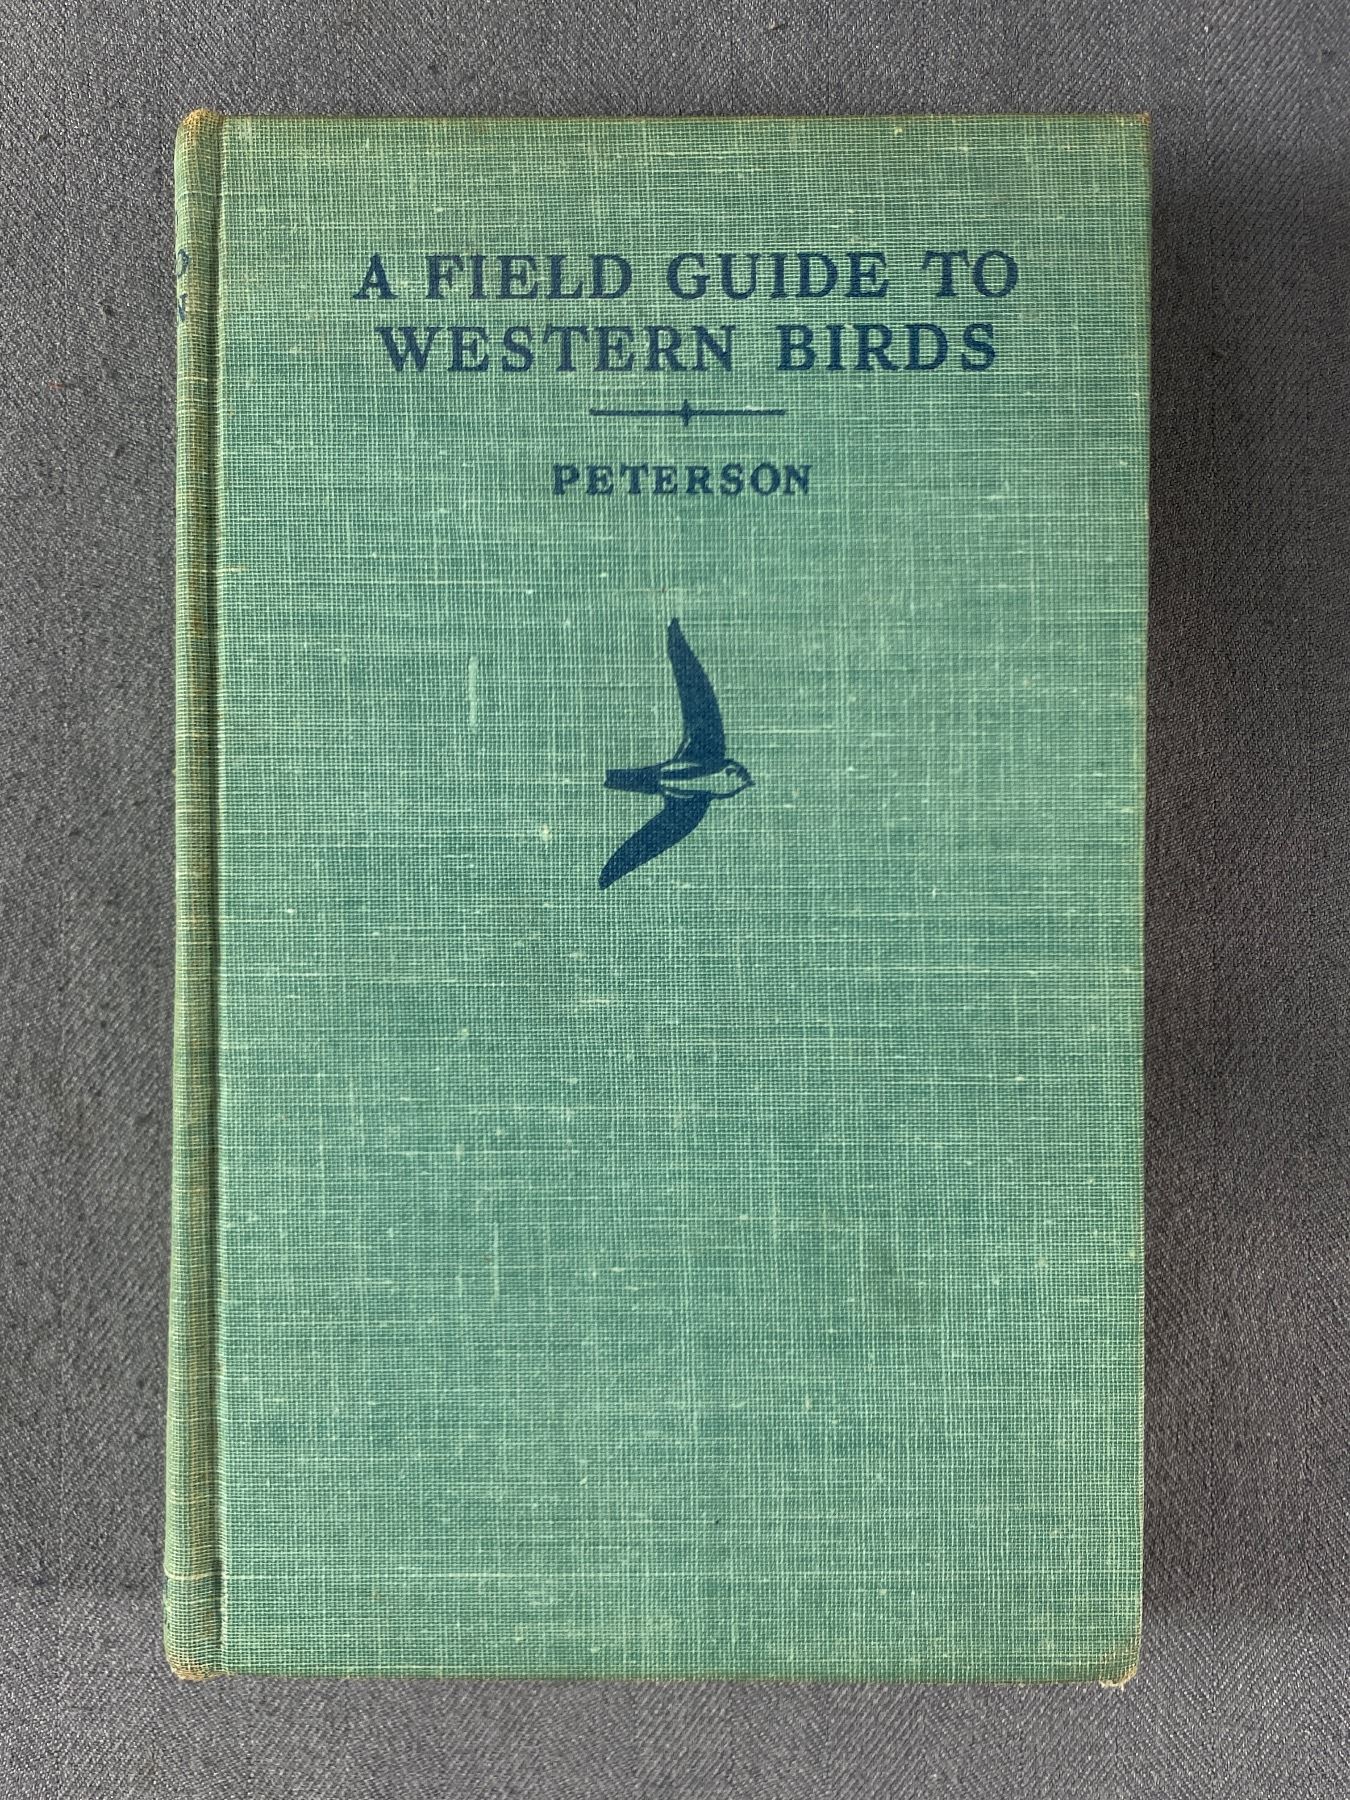 A FIELD GUIDE TO
WESTERN BIRDS
PETERSON